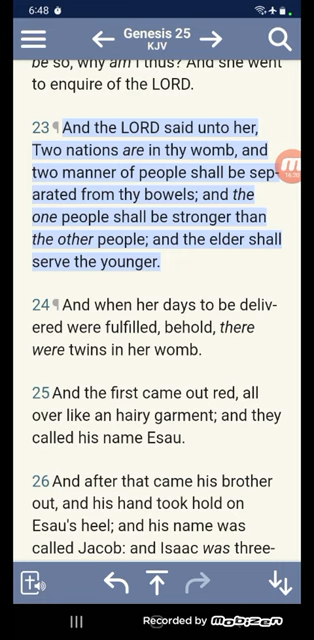 6:48
Genesis 25
KJV
be so, why am I thus? And she went
to enquire of the LORD.
23 ¶ And the LORD said unto her,
Two nations are in thy womb, and
two manner of people shall be sep-
arated from thy bowels; and the
one people shall be stronger than
the other people; and the elder shall
serve the younger.
24 ¶ And when her days to be deliv-
ered were fulfilled, behold, there
were twins in her womb.
25 And the first came out red, all
over like an hairy garment; and they
called his name Esau.
26 And after that came his brother
out, and his hand took hold on
Esau's heel; and his name was
called Jacob: and Isaac was three-
Recorded by Mobizen